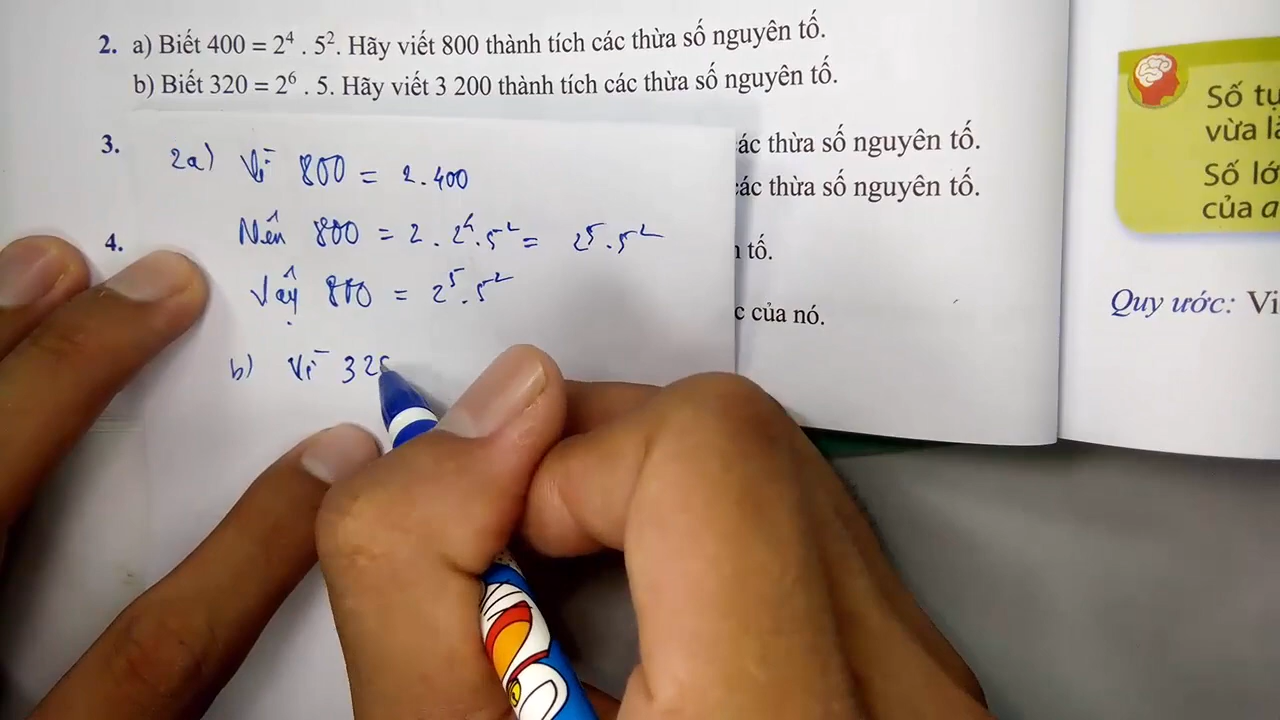 2. a) Biết 400 = 2⁴ . 5². Hãy viết 800 thành tích các thừa số nguyên tố.
b) Biết 320 = 2⁶ . 5. Hãy viết 3 200 thành tích các thừa số nguyên tố.
3.
ác thừa số nguyên tố.
các thừa số nguyên tố.
4.
tố.
của nó.
2a) Vì 800 = 2.400
Nên 800 = 2.2⁴.5² = 2⁵.5²
Vậy 800 = 2⁵.5²
b) Vì 32
Số tự
vừa là
Số lớ
của a
Quy ước: Vi